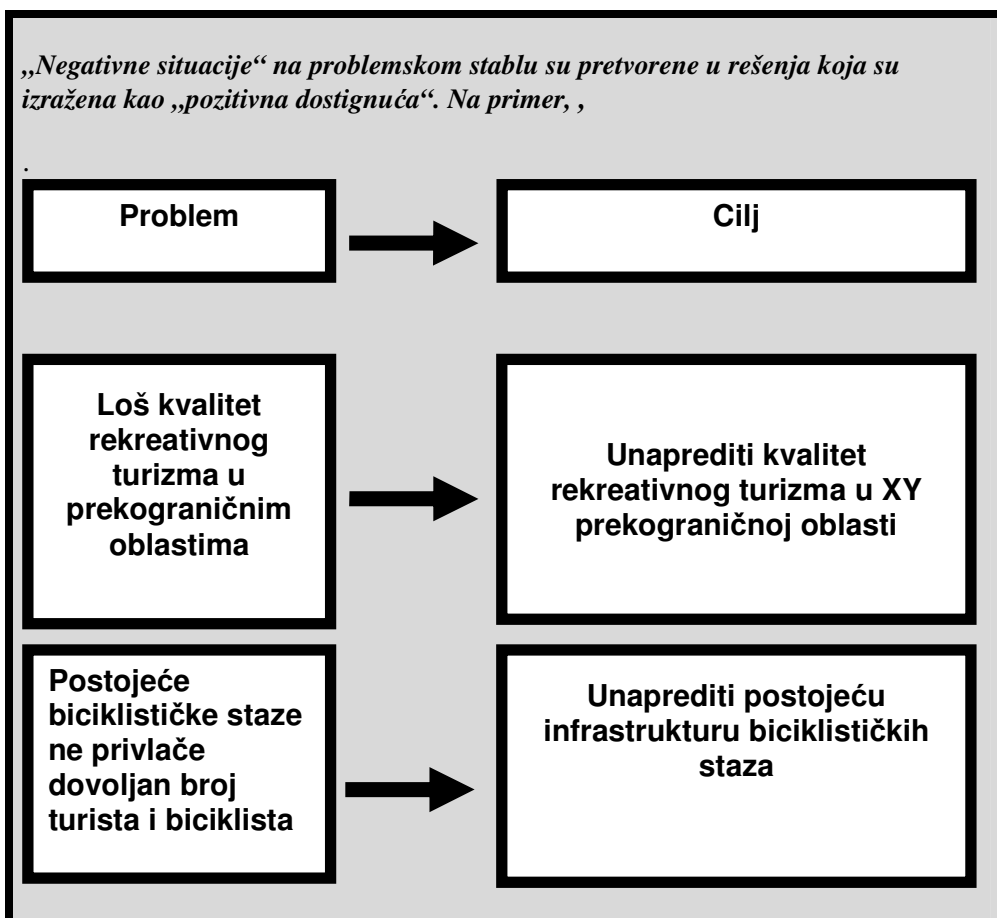 „Negativne situacije“ na problemskom stablu su pretvorene u rešenja koja su
izražena kao „pozitivna dostignuća“. Na primer, ,
.
Problem
Cilj
Loš kvalitet
rekreativnog
turizma u
prekograničnim
oblastima
Unaprediti kvalitet
rekreativnog turizma u XY
prekograničnoj oblasti
Postojeće
biciklističke staze
ne privlače
dovoljan broj
turista i biciklista
Unaprediti postojeću
infrastrukturu biciklističkih
staza